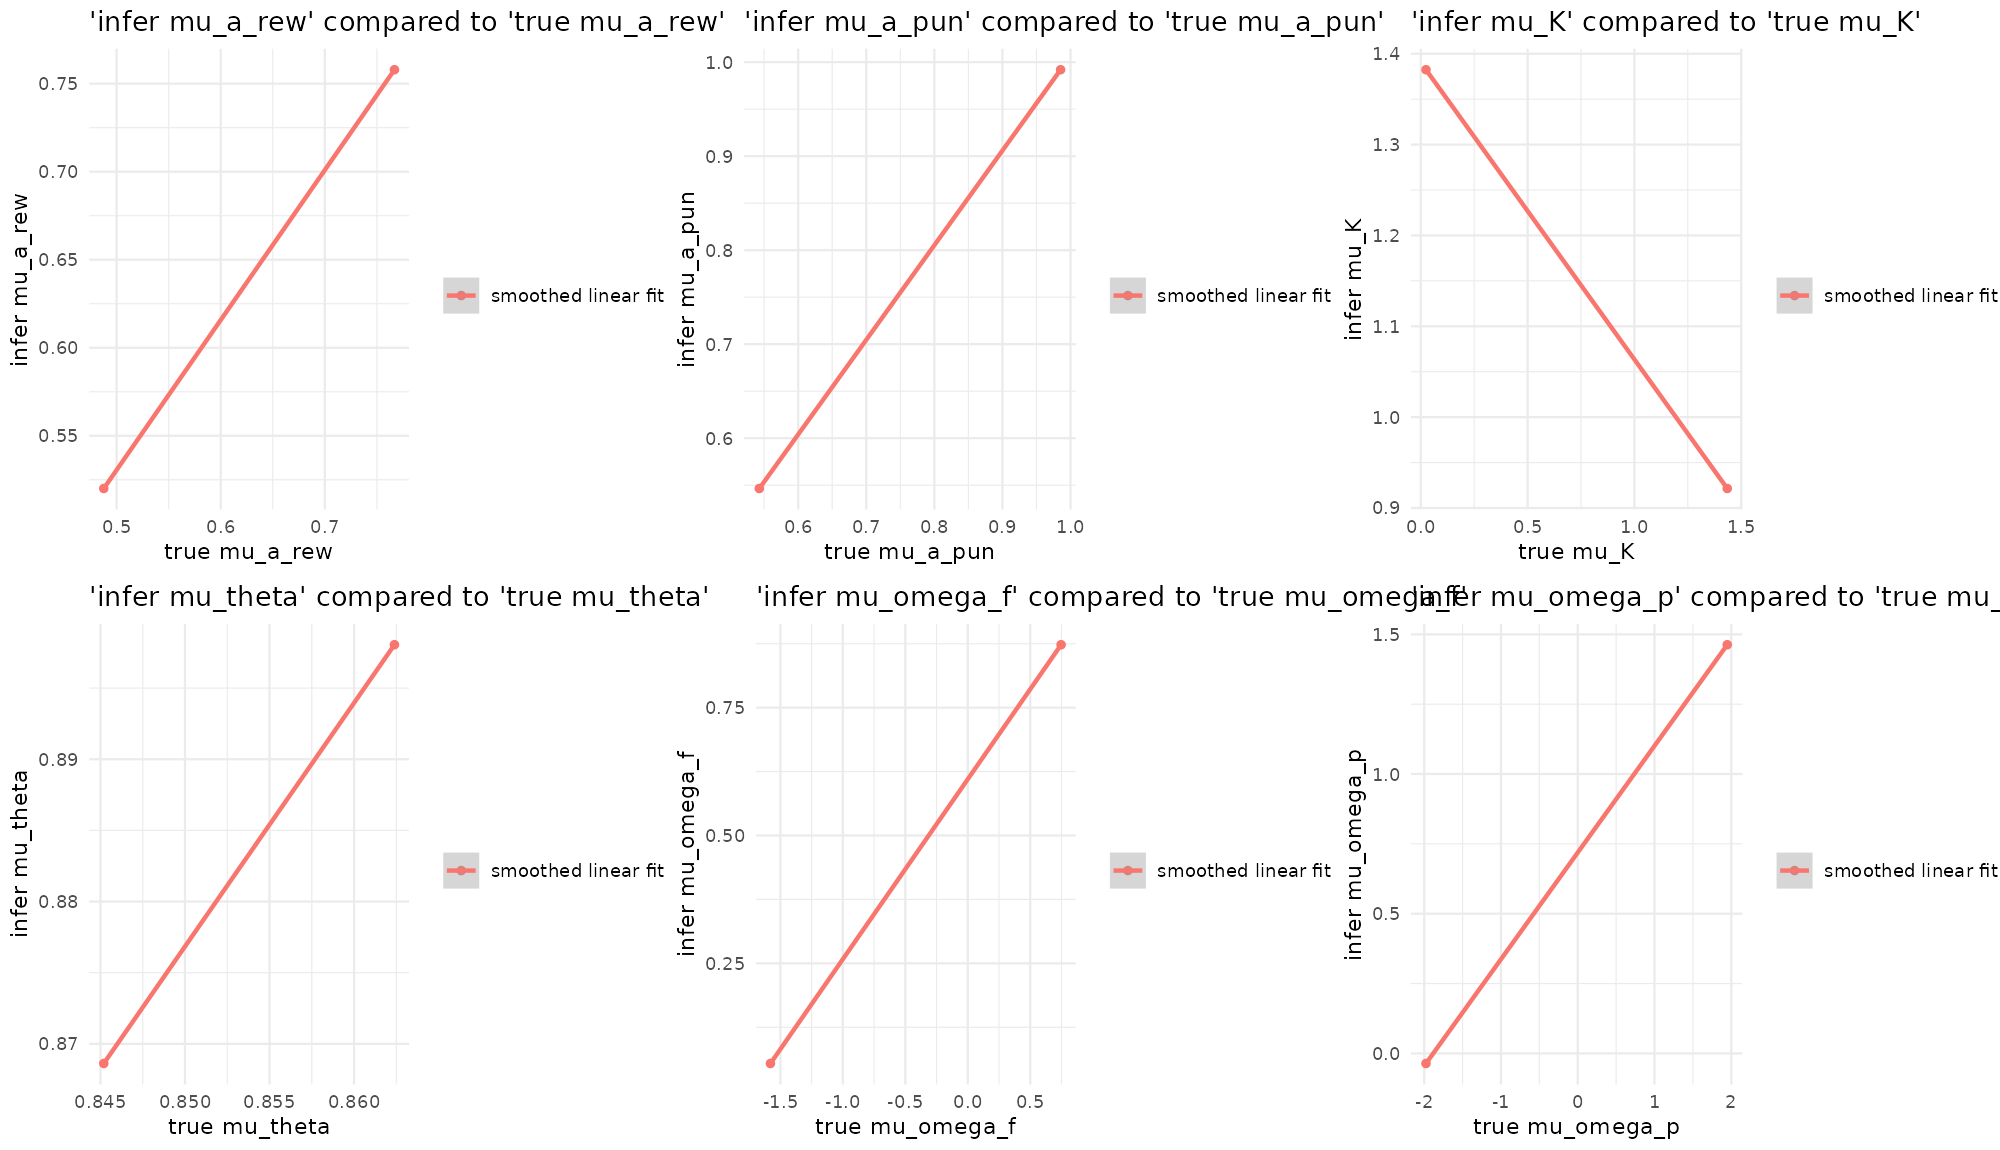 'infer mu_a_rew' compared to 'true mu_a_rew'
infer mu_a_rew
0.75
0.70
0.65
0.60
0.55
0.5
0.6
0.7
true mu_a_rew
smoothed linear fit
'infer mu_a_pun' compared to 'true mu_a_pun'
infer mu_a_pun
1.0
0.9
0.8
0.7
0.6
0.6
0.7
0.8
0.9
1.0
true mu_a_pun
smoothed linear fit
'infer mu_K' compared to 'true mu_K'
infer mu_K
1.4
1.3
1.2
1.1
1.0
0.9
0.0
0.5
1.0
1.5
true mu_K
smoothed linear fit
'infer mu_theta' compared to 'true mu_theta'
infer mu_theta
0.89
0.88
0.87
0.845
0.850
0.855
0.860
true mu_theta
smoothed linear fit
'infer mu_omega_f' compared to 'true mu_omega_f'
infer mu_omega_f
0.75
0.50
0.25
-1.5
-1.0
-0.5
0.0
0.5
true mu_omega_f
smoothed linear fit
'infer mu_omega_p' compared to 'true mu_
infer mu_omega_p
1.5
1.0
0.5
0.0
-2
-1
0
1
2
true mu_omega_p
smoothed linear fit